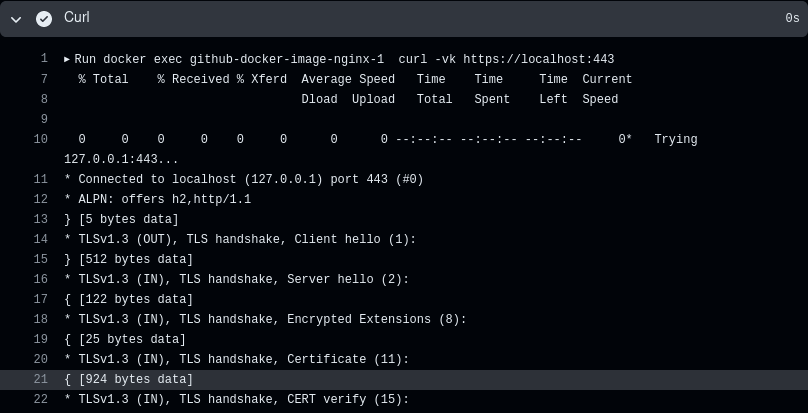 Curl
0s
1 ▸ Run docker exec github-docker-image-nginx-1  curl -vk https://localhost:443
7   % Total    % Received % Xferd  Average Speed   Time    Time     Time  Current
8                                  Dload  Upload   Total   Spent    Left  Speed
9
10   0     0    0     0    0     0      0      0 --:--:-- --:--:-- --:--:--     0*   Trying
127.0.0.1:443...
11 * Connected to localhost (127.0.0.1) port 443 (#0)
12 * ALPN: offers h2,http/1.1
13 } [5 bytes data]
14 * TLSv1.3 (OUT), TLS handshake, Client hello (1):
15 } [512 bytes data]
16 * TLSv1.3 (IN), TLS handshake, Server hello (2):
17 { [122 bytes data]
18 * TLSv1.3 (IN), TLS handshake, Encrypted Extensions (8):
19 { [25 bytes data]
20 * TLSv1.3 (IN), TLS handshake, Certificate (11):
21 { [924 bytes data]
22 * TLSv1.3 (IN), TLS handshake, CERT verify (15):